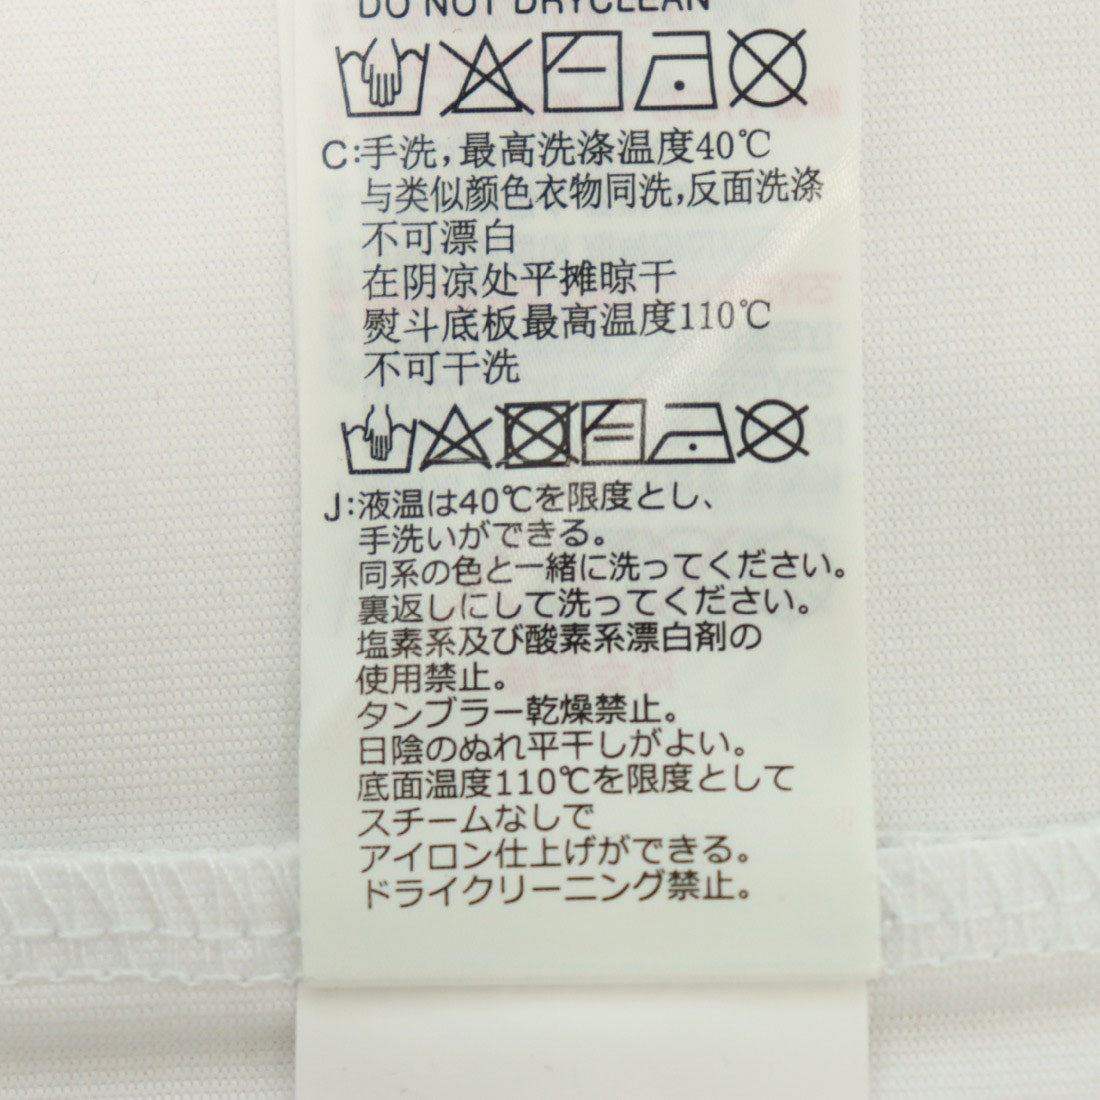 DO NOT DRYCLEAN
C:手洗,最高洗涤温度40℃
与类似颜色衣物同洗,反面洗涤
不可漂白
在阴凉处平摊晾干
熨斗底板最高温度110℃
不可干洗
J:液温は40℃を限度とし、
手洗いができる。
同系の色と一緒に洗ってください。
裏返しにして洗ってください。
塩素系及び酸素系漂白剤の
使用禁止。
タンブラー乾燥禁止。
日陰のぬれ平干しがよい。
底面温度110℃を限度として
スチームなしで
アイロン仕上げができる。
ドライクリーニング禁止。